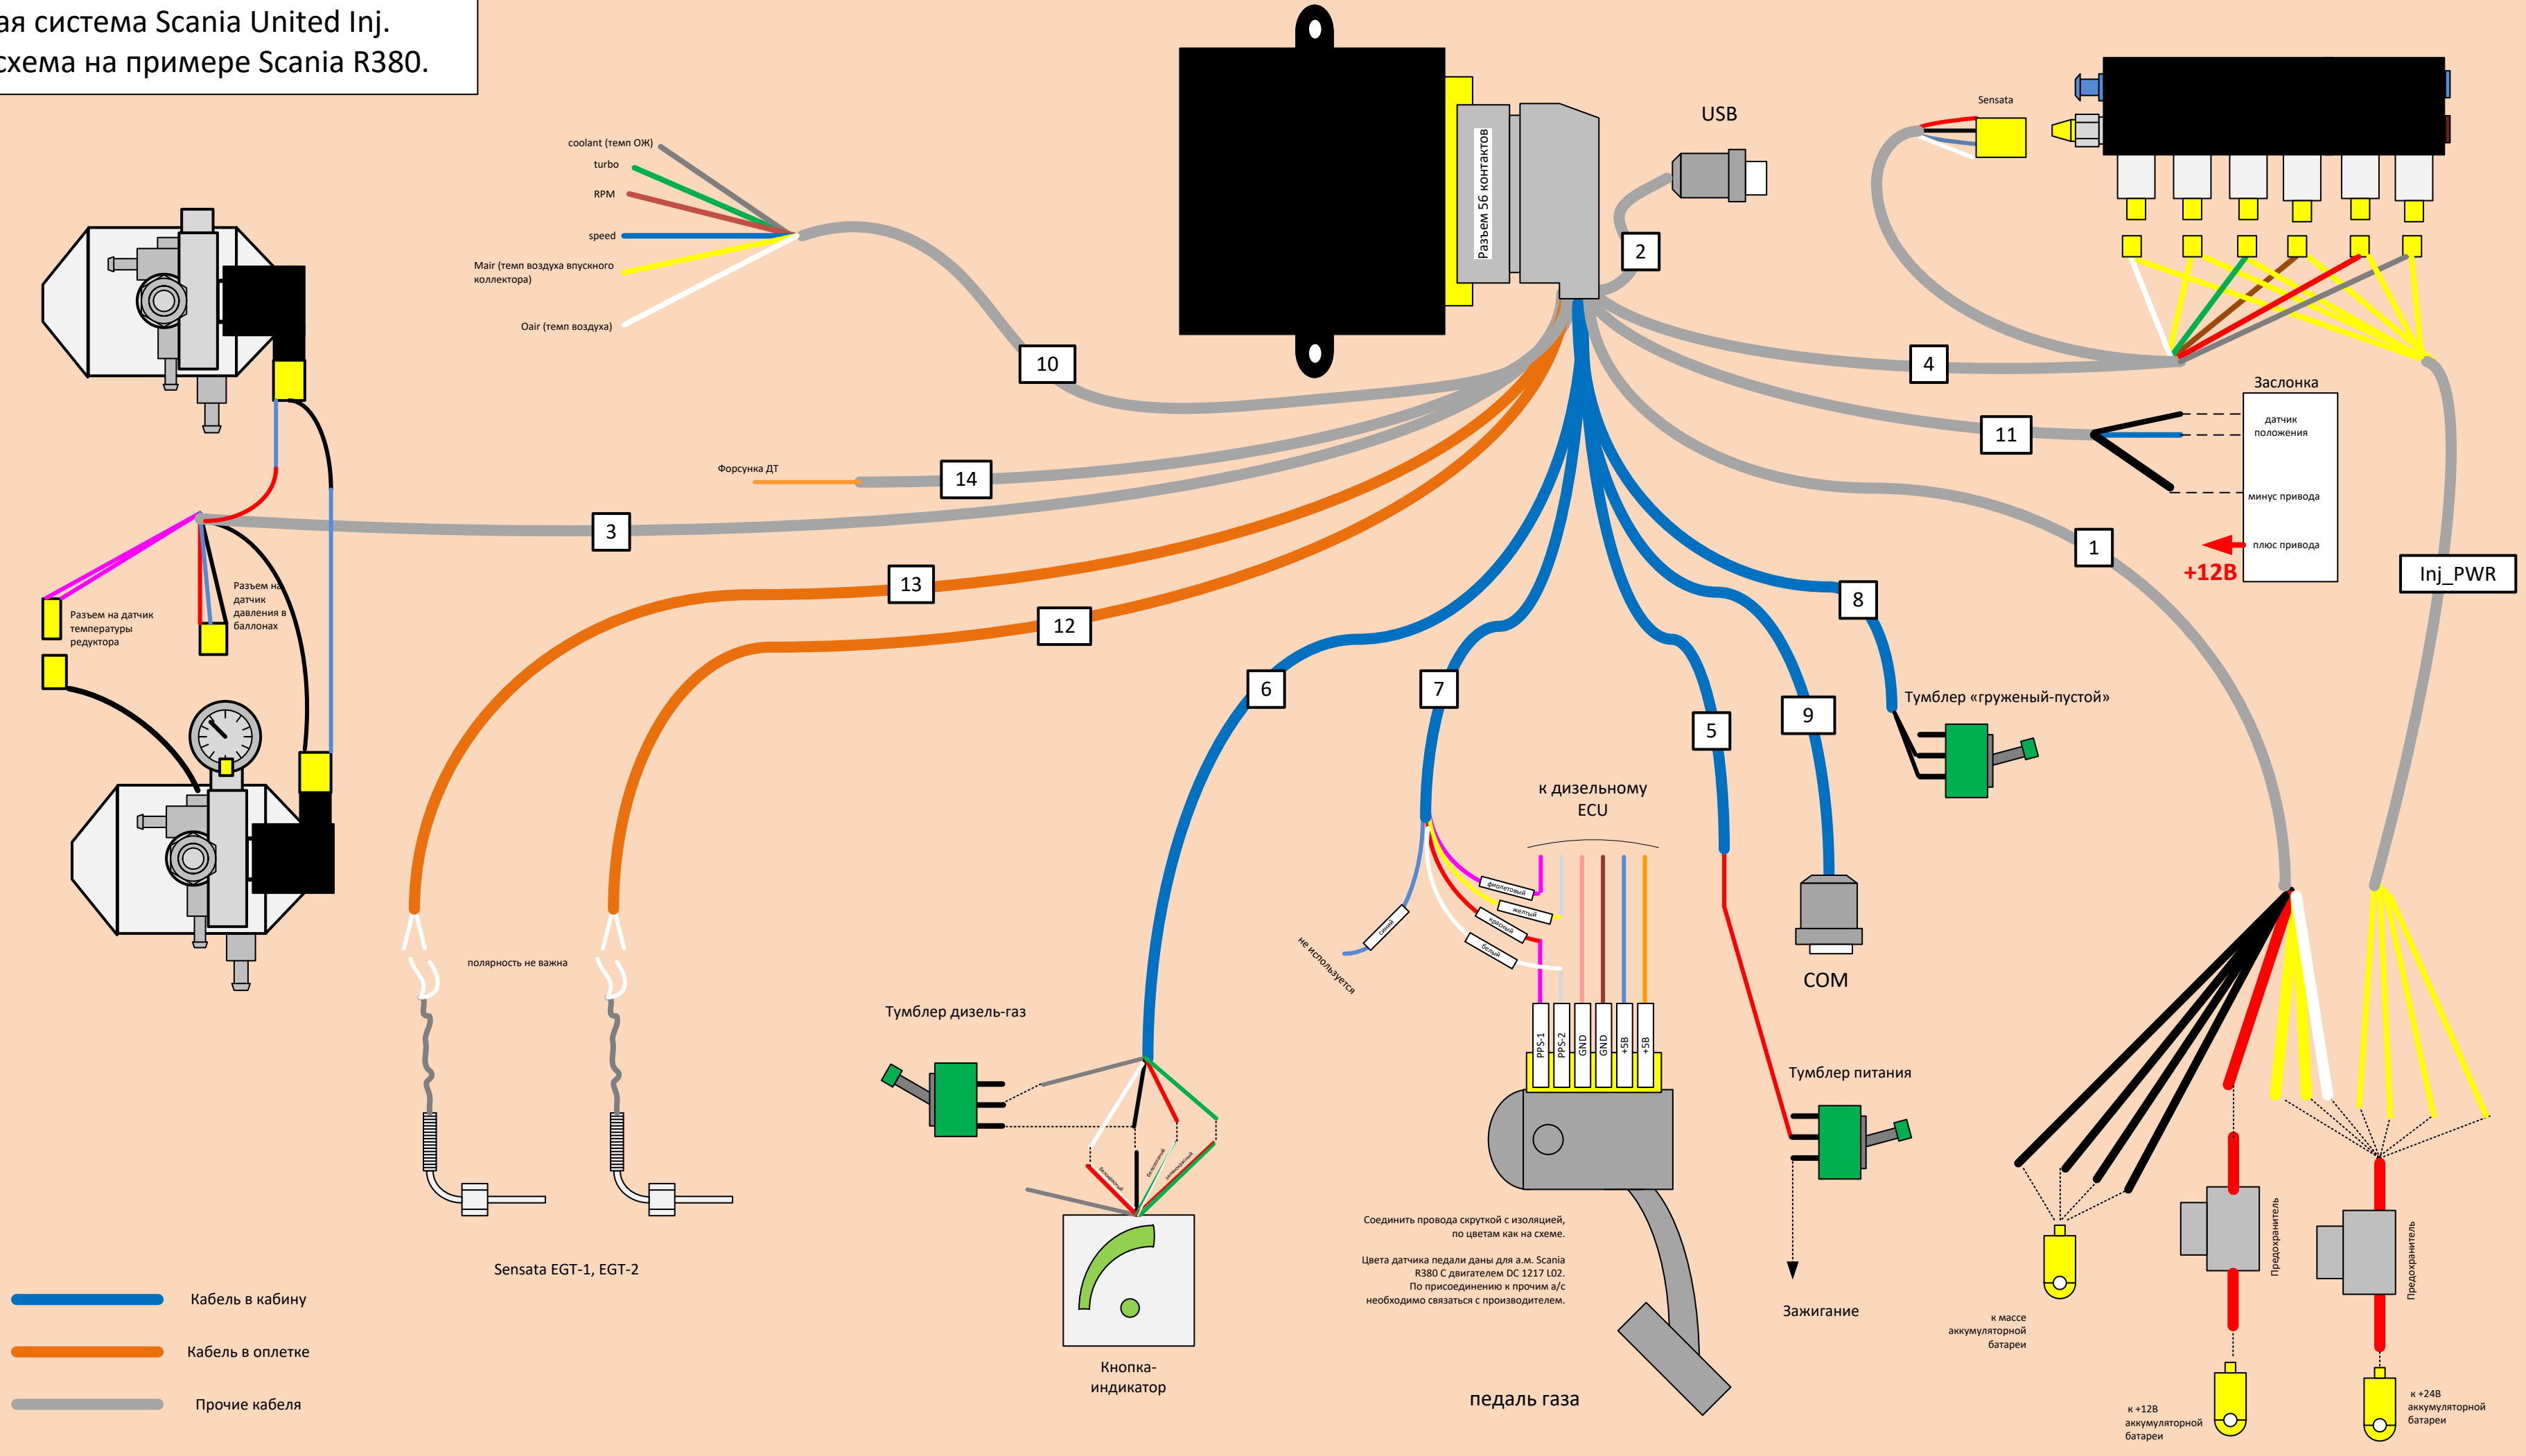 ая система Scania United Inj.
схема на примере Scania R380.
coolant (темп ОЖ)
turbo
RPM
speed
Mair (темп воздуха впускного
коллектора)
Oair (темп воздуха)
10
Разъем 56 контактов
USB
2
Sensata
4
11
Заслонка
датчик
положения
минус привода
плюс привода
+12В
1
Inj_PWR
Форсунка ДТ
14
3
13
12
Разъем на датчик
температуры
редуктора
Разъем на
датчик
давления в
баллонах
6
7
5
9
8
Тумблер «груженый-пустой»
к дизельному
ECU
фиолетовый
желтый
красный
белый
синий
не используется
PPS-1
PPS-2
GND
GND
+5В
+5В
COM
полярность не важна
Тумблер дизель-газ
Тумблер питания
белокрасный
белозеленый
зеленокрасный
Соединить провода скруткой с изоляцией,
по цветам как на схеме.
Цвета датчика педали даны для а.м. Scania
R380 С двигателем DC 1217 L02.
По присоединению к прочим а/с
необходимо связаться с производителем.
Sensata EGT-1, EGT-2
Зажигание
Предохранитель
Предохранитель
Кабель в кабину
Кабель в оплетке
Прочие кабеля
Кнопка-
индикатор
педаль газа
к массе
аккумуляторной
батареи
к +12В
аккумуляторной
батареи
к +24В
аккумуляторной
батареи